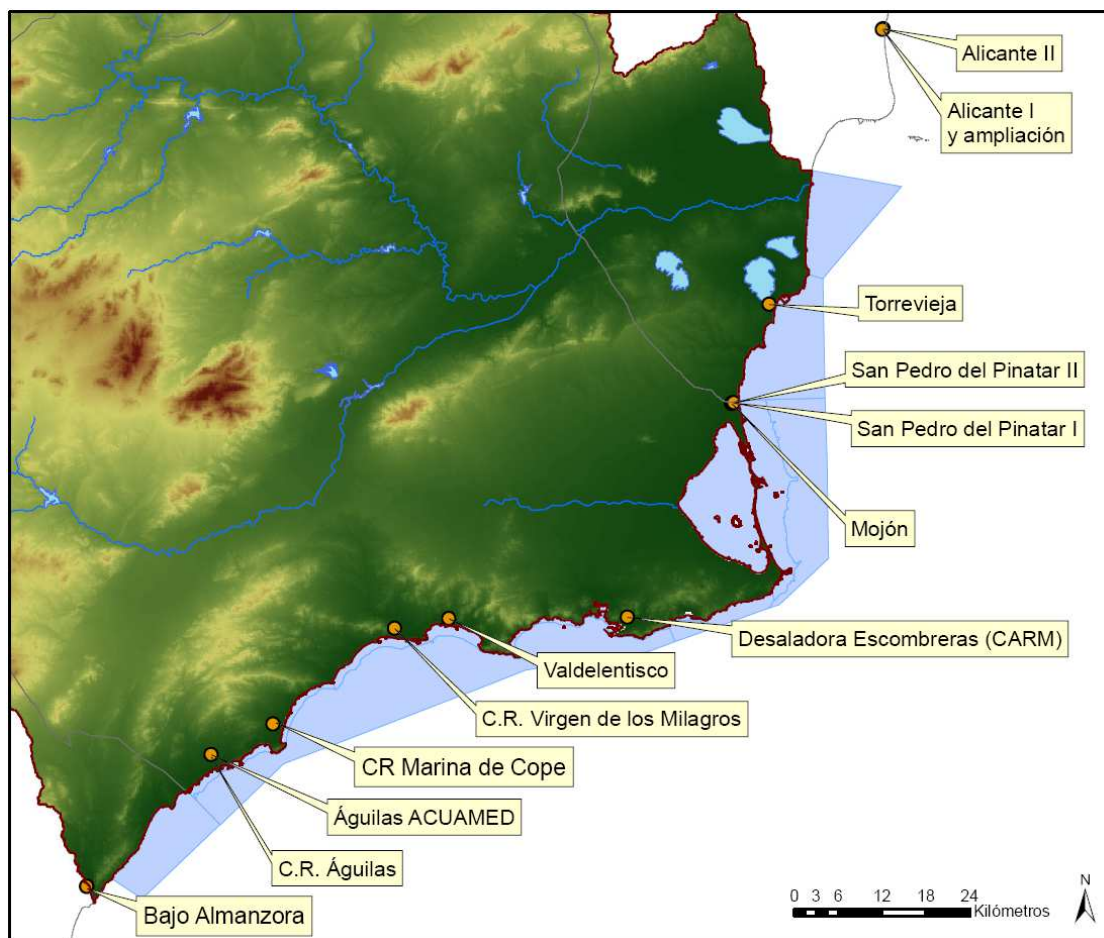 Alicante II
Alicante I
y ampliación
Torrevieja
San Pedro del Pinatar II
San Pedro del Pinatar I
Mojón
Desaladora Escombreras (CARM)
Valdelentisco
C.R. Virgen de los Milagros
CR Marina de Cope
Águilas ACUAMED
C.R. Águilas
Bajo Almanzora
0 3 6 12 18 24
Kilómetros
N